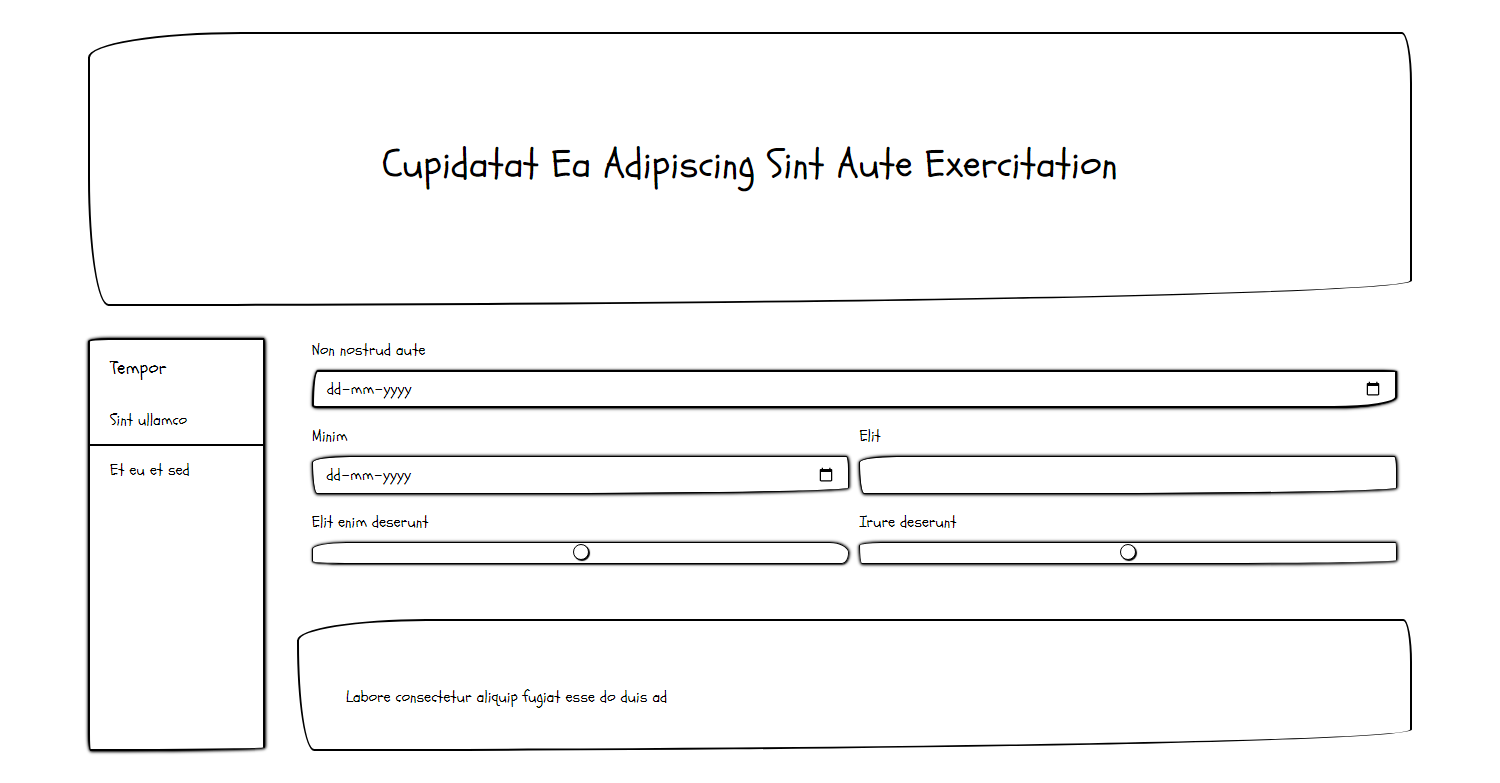 Cupidatat Ea Adipiscing Sint Aute Exercitation
Tempor
Sint ullamco
Et eu et sed
Non nostrud aute
dd-mm-yyyy
Minim
dd-mm-yyyy
Elit
Elit enim deserunt
Irure deserunt
Labore consectetur aliquip fugiat esse do duis ad